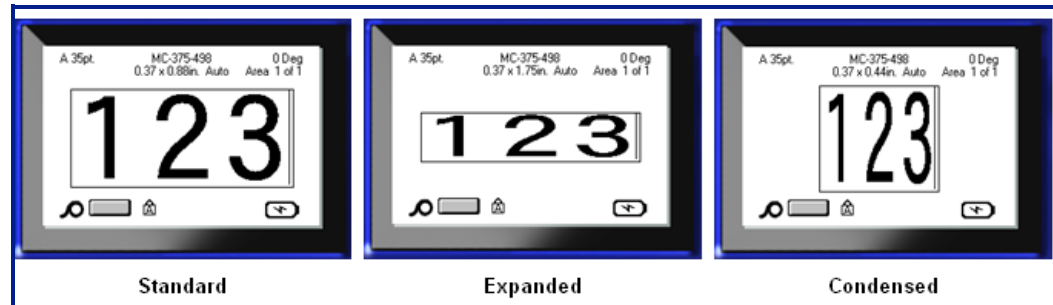 A 35pt. MC-375-498 0 Deg
0.37 x 0.88in. Auto Area 1 of 1
123
A
Standard
A 35pt. MC-375-498 0 Deg
0.37 x 1.75in. Auto Area 1 of 1
123
A
Expanded
A 35pt. MC-375-498 0 Deg
0.37 x 0.44in. Auto Area 1 of 1
123
A
Condensed